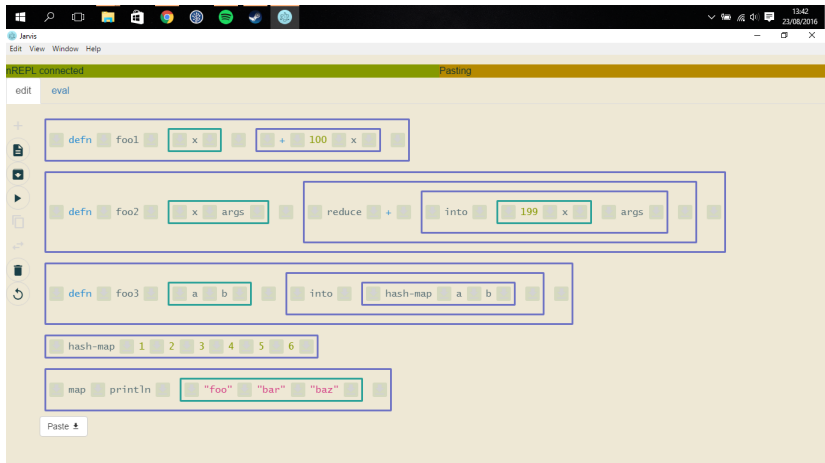 13:42
23/08/2016
Jarvis
Edit View Window Help
nREPL connected Pasting
edit eval
defn foo1 x + 100 x
defn foo2 x args reduce + into 199 x args
defn foo3 a b into hash-map a b
hash-map 1 2 3 4 5 6
map println "foo" "bar" "baz"
Paste